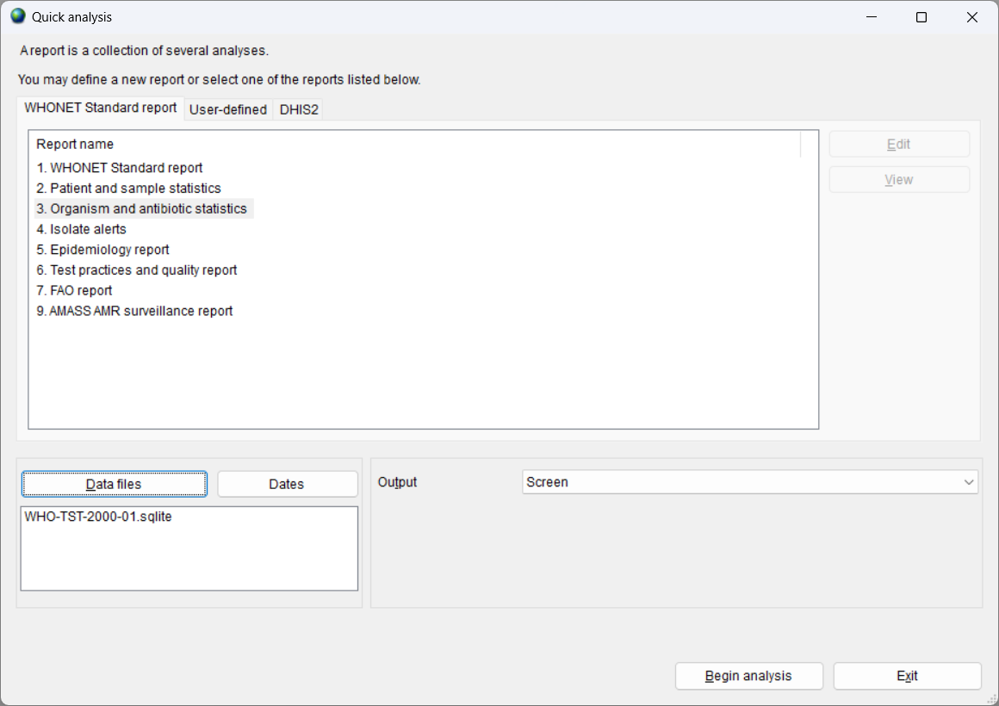 Quick analysis
A report is a collection of several analyses.
You may define a new report or select one of the reports listed below.
WHONET Standard report User-defined DHIS2
Report name
1. WHONET Standard report
2. Patient and sample statistics
3. Organism and antibiotic statistics
4. Isolate alerts
5. Epidemiology report
6. Test practices and quality report
7. FAO report
9. AMASS AMR surveillance report
Edit
View
Data files Dates
WHO-TST-2000-01.sqlite
Output Screen
Begin analysis Exit